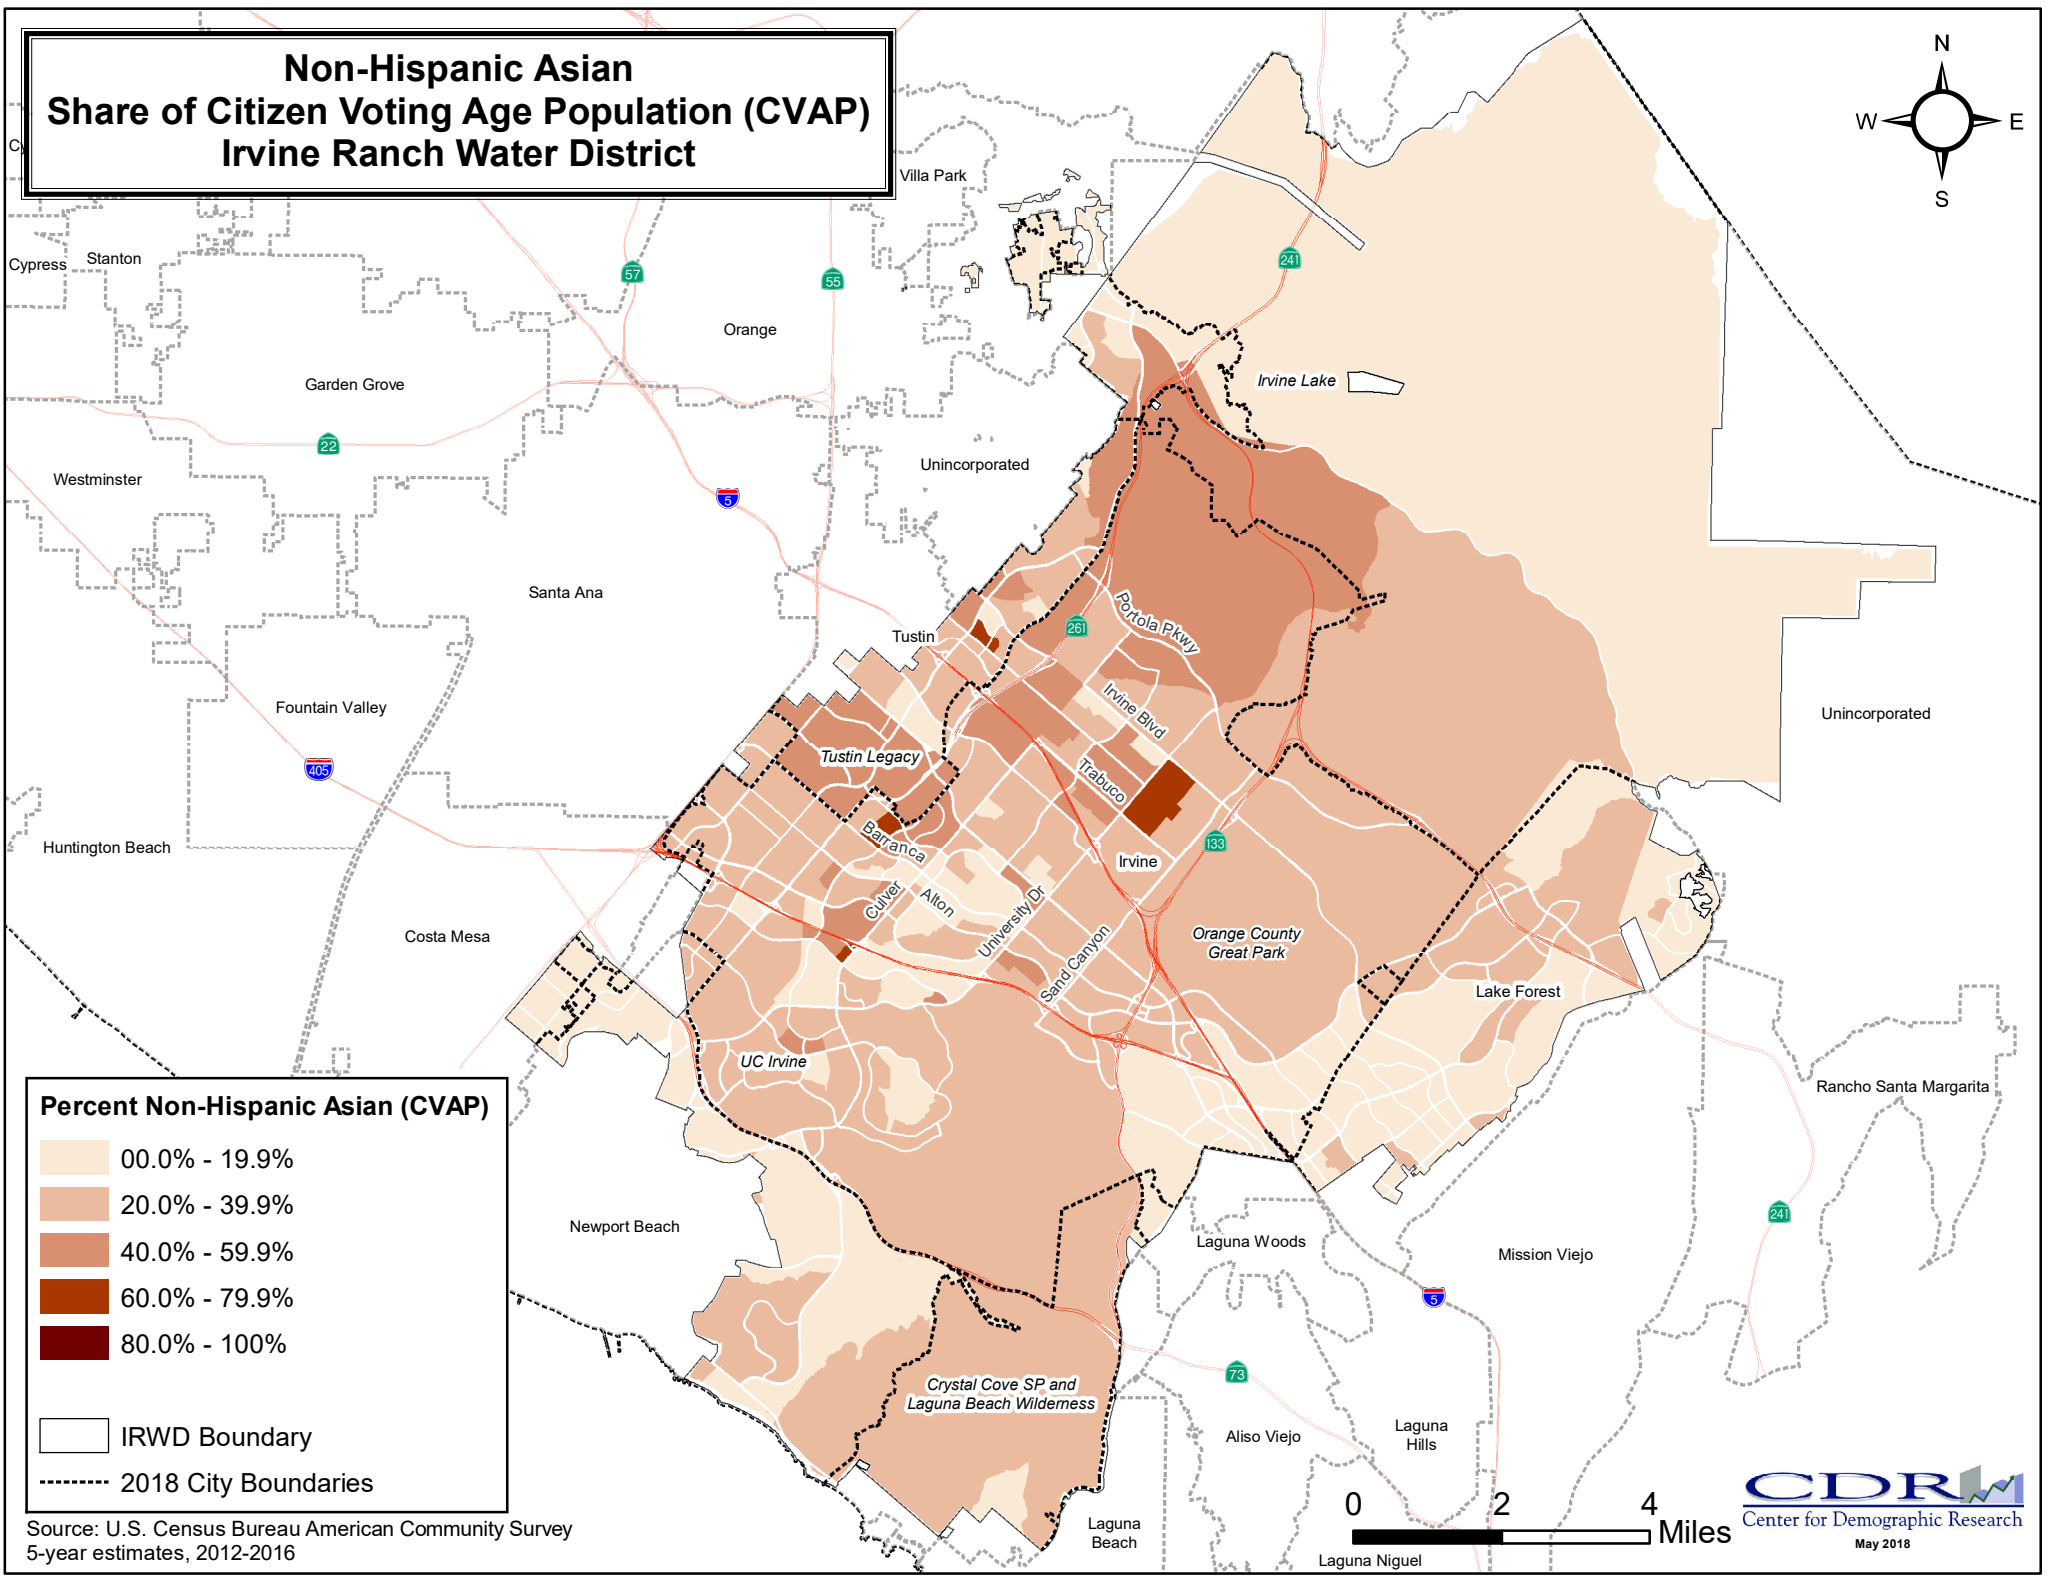 Non-Hispanic Asian
Share of Citizen Voting Age Population (CVAP)
Irvine Ranch Water District
N
W
E
S
Cy
Villa Park
Cypress
Stanton
57
55
241
Orange
Garden Grove
Irvine Lake
22
Westminster
Unincorporated
5
Santa Ana
Tustin
261
Portola Pkwy
Fountain Valley
Irvine Blvd
Unincorporated
Tustin Legacy
405
Trabuco
Huntington Beach
Barranca
133
Irvine
Culver
Alton
University Dr
Costa Mesa
Orange County
Great Park
Sand Canyon
Lake Forest
UC Irvine
Rancho Santa Margarita
Newport Beach
241
Laguna Woods
Mission Viejo
5
73
Crystal Cove SP and
Laguna Beach Wilderness
Aliso Viejo
Laguna
Hills
Laguna
Beach
Laguna Niguel
Percent Non-Hispanic Asian (CVAP)
00.0% - 19.9%
20.0% - 39.9%
40.0% - 59.9%
60.0% - 79.9%
80.0% - 100%
IRWD Boundary
2018 City Boundaries
Source: U.S. Census Bureau American Community Survey
5-year estimates, 2012-2016
0 2 4
Miles
CDR
Center for Demographic Research
May 2018